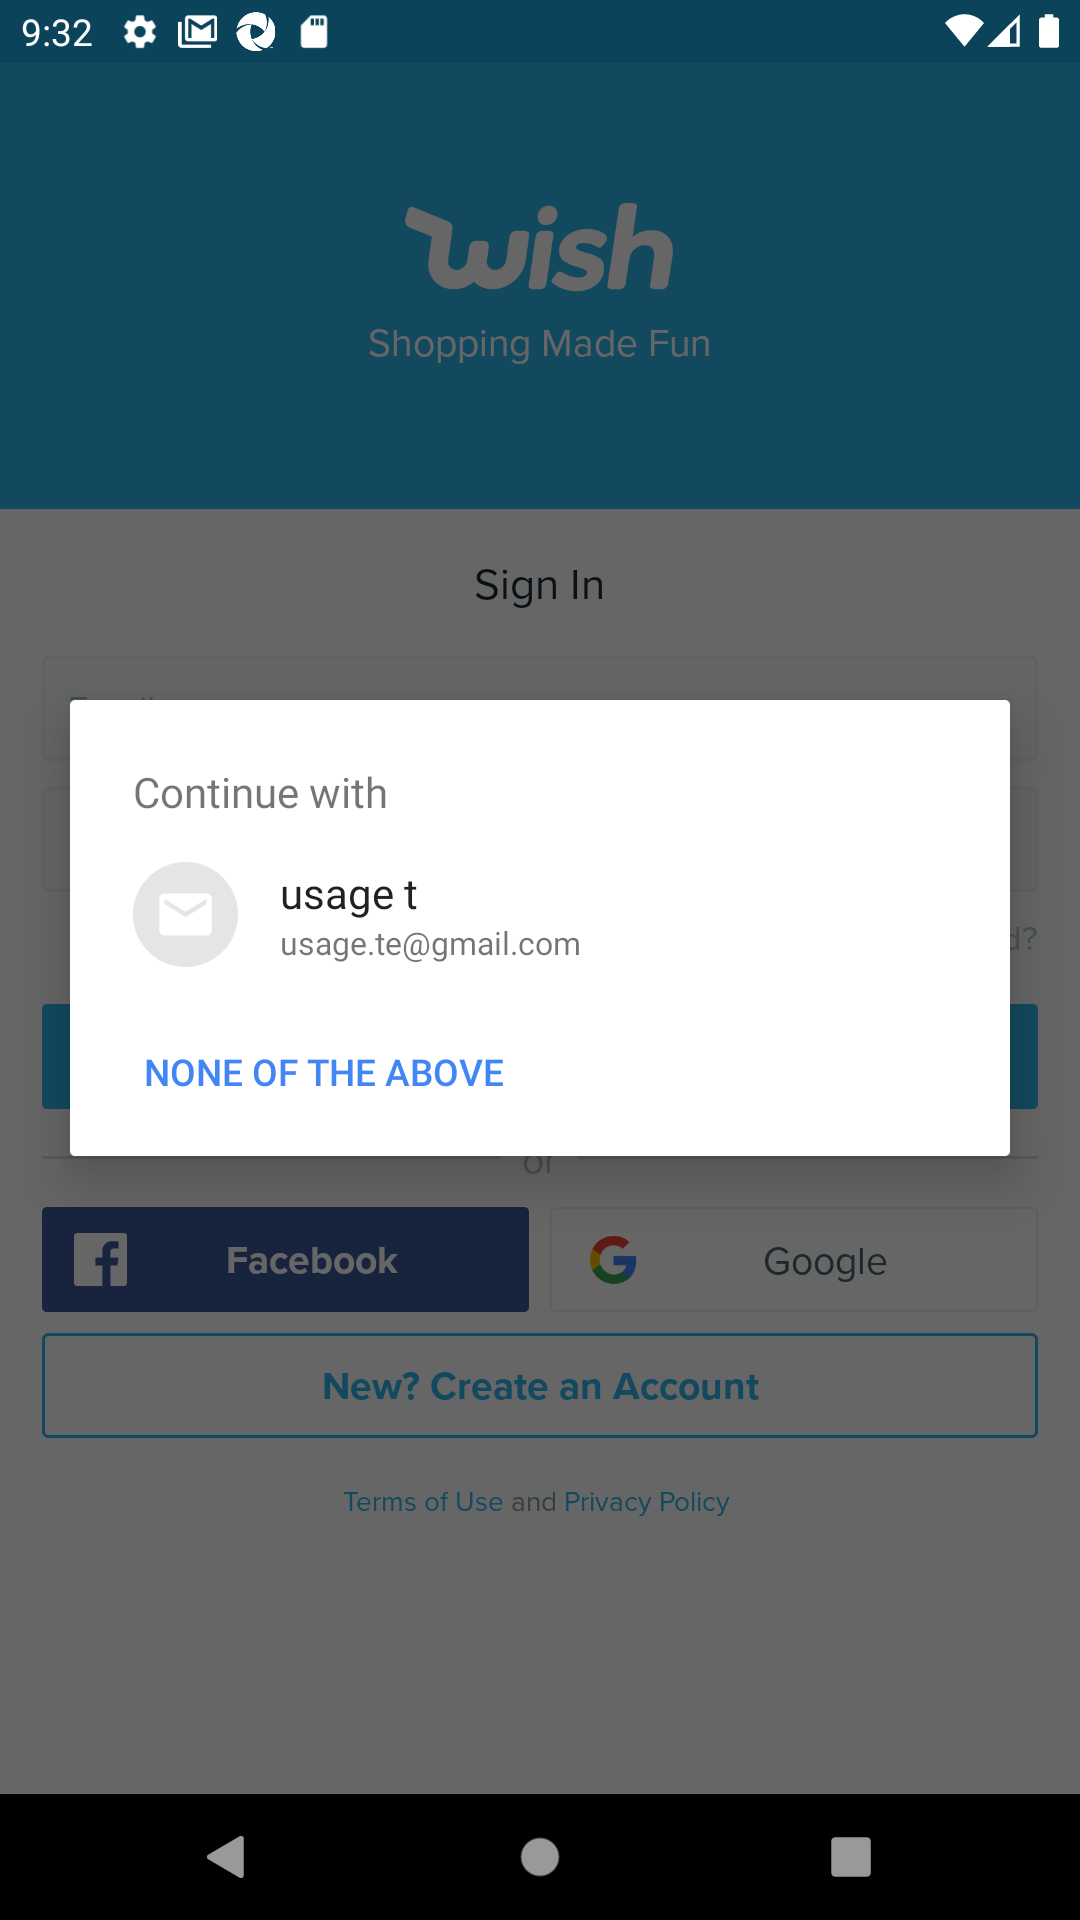 9:32
wish
Shopping Made Fun
Sign In
Continue with
usage t
usage.te@gmail.com
d?
NONE OF THE ABOVE
or
Facebook
Google
New? Create an Account
Terms of Use and Privacy Policy